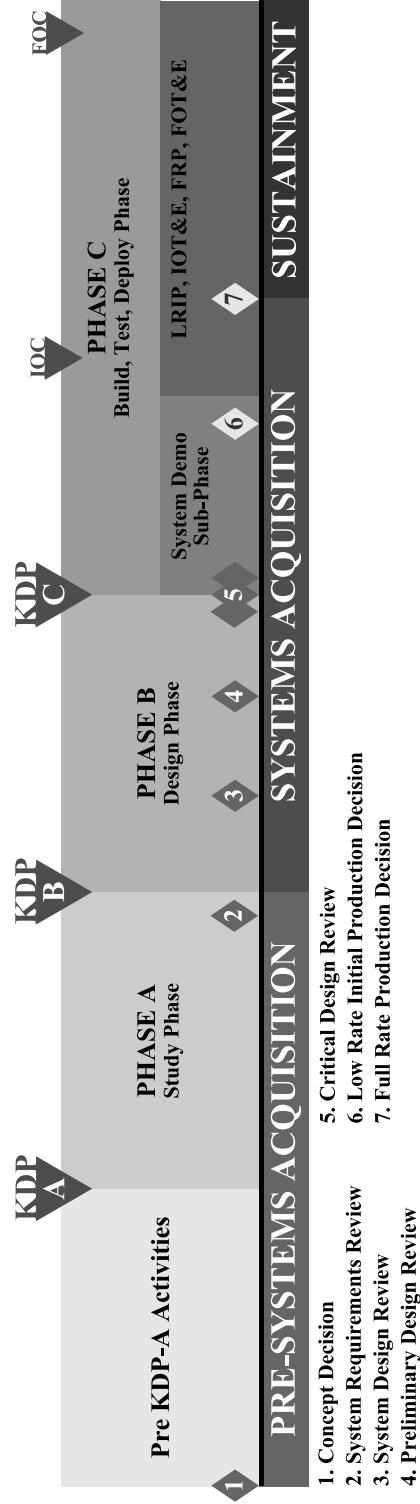 KDP
A
KDP
B
KDP
C
IOC
FOC
Pre KDP-A Activities
PHASE A
Study Phase
PHASE B
Design Phase
PHASE C
Build, Test, Deploy Phase
System Demo
Sub-Phase
LRIP, IOT&E, FRP, FOT&E
1
2
3
4
5
6
7
PRE-SYSTEMS ACQUISITION
SYSTEMS ACQUISITION
SUSTAINMENT
1. Concept Decision
2. System Requirements Review
3. System Design Review
4. Preliminary Design Review
5. Critical Design Review
6. Low Rate Initial Production Decision
7. Full Rate Production Decision